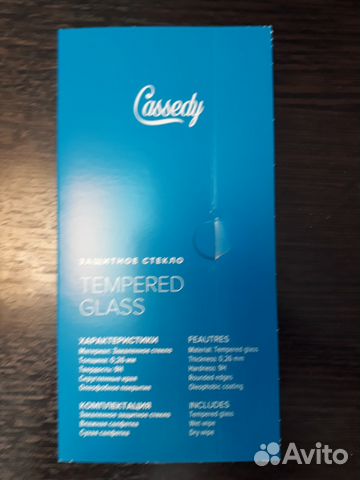 Cassedy
ЗАЩИТНОЕ СТЕКЛО
TEMPERED
GLASS
ХАРАКТЕРИСТИКИ
Материал: Закаленное стекло
Толщина: 0,26 мм
Твердость: 9H
Скругленные края
Олеофобное покрытие
FEAUTRES
Material: Tempered glass
Thickness: 0,26 mm
Hardness: 9H
Rounded edges
Oleophobic coating
КОМПЛЕКТАЦИЯ
Закаленное защитное стекло
Влажная салфетка
Сухая салфетка
INCLUDES
Tempered glass
Wet wipe
Dry wipe
Avito